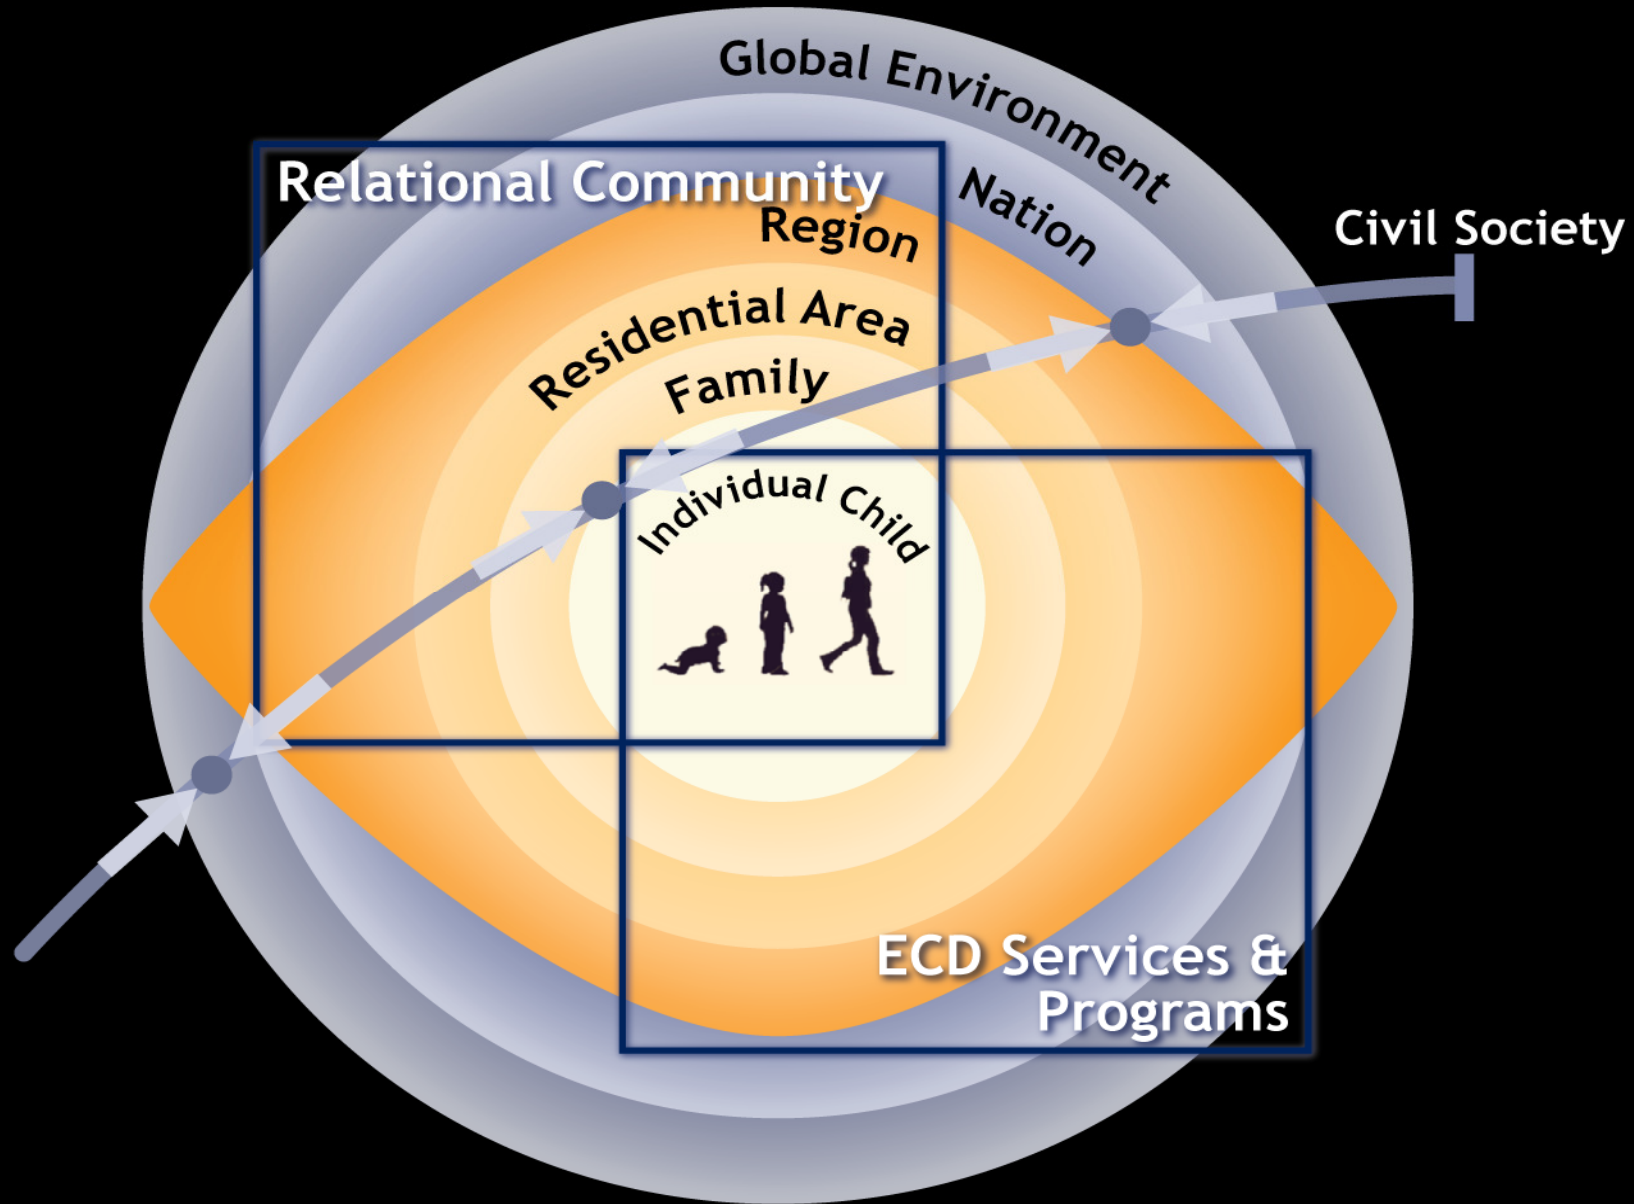 Global Environment
Nation
Relational Community
Region
Civil Society
Residential Area
Family
Individual Child
ECD Services &
Programs